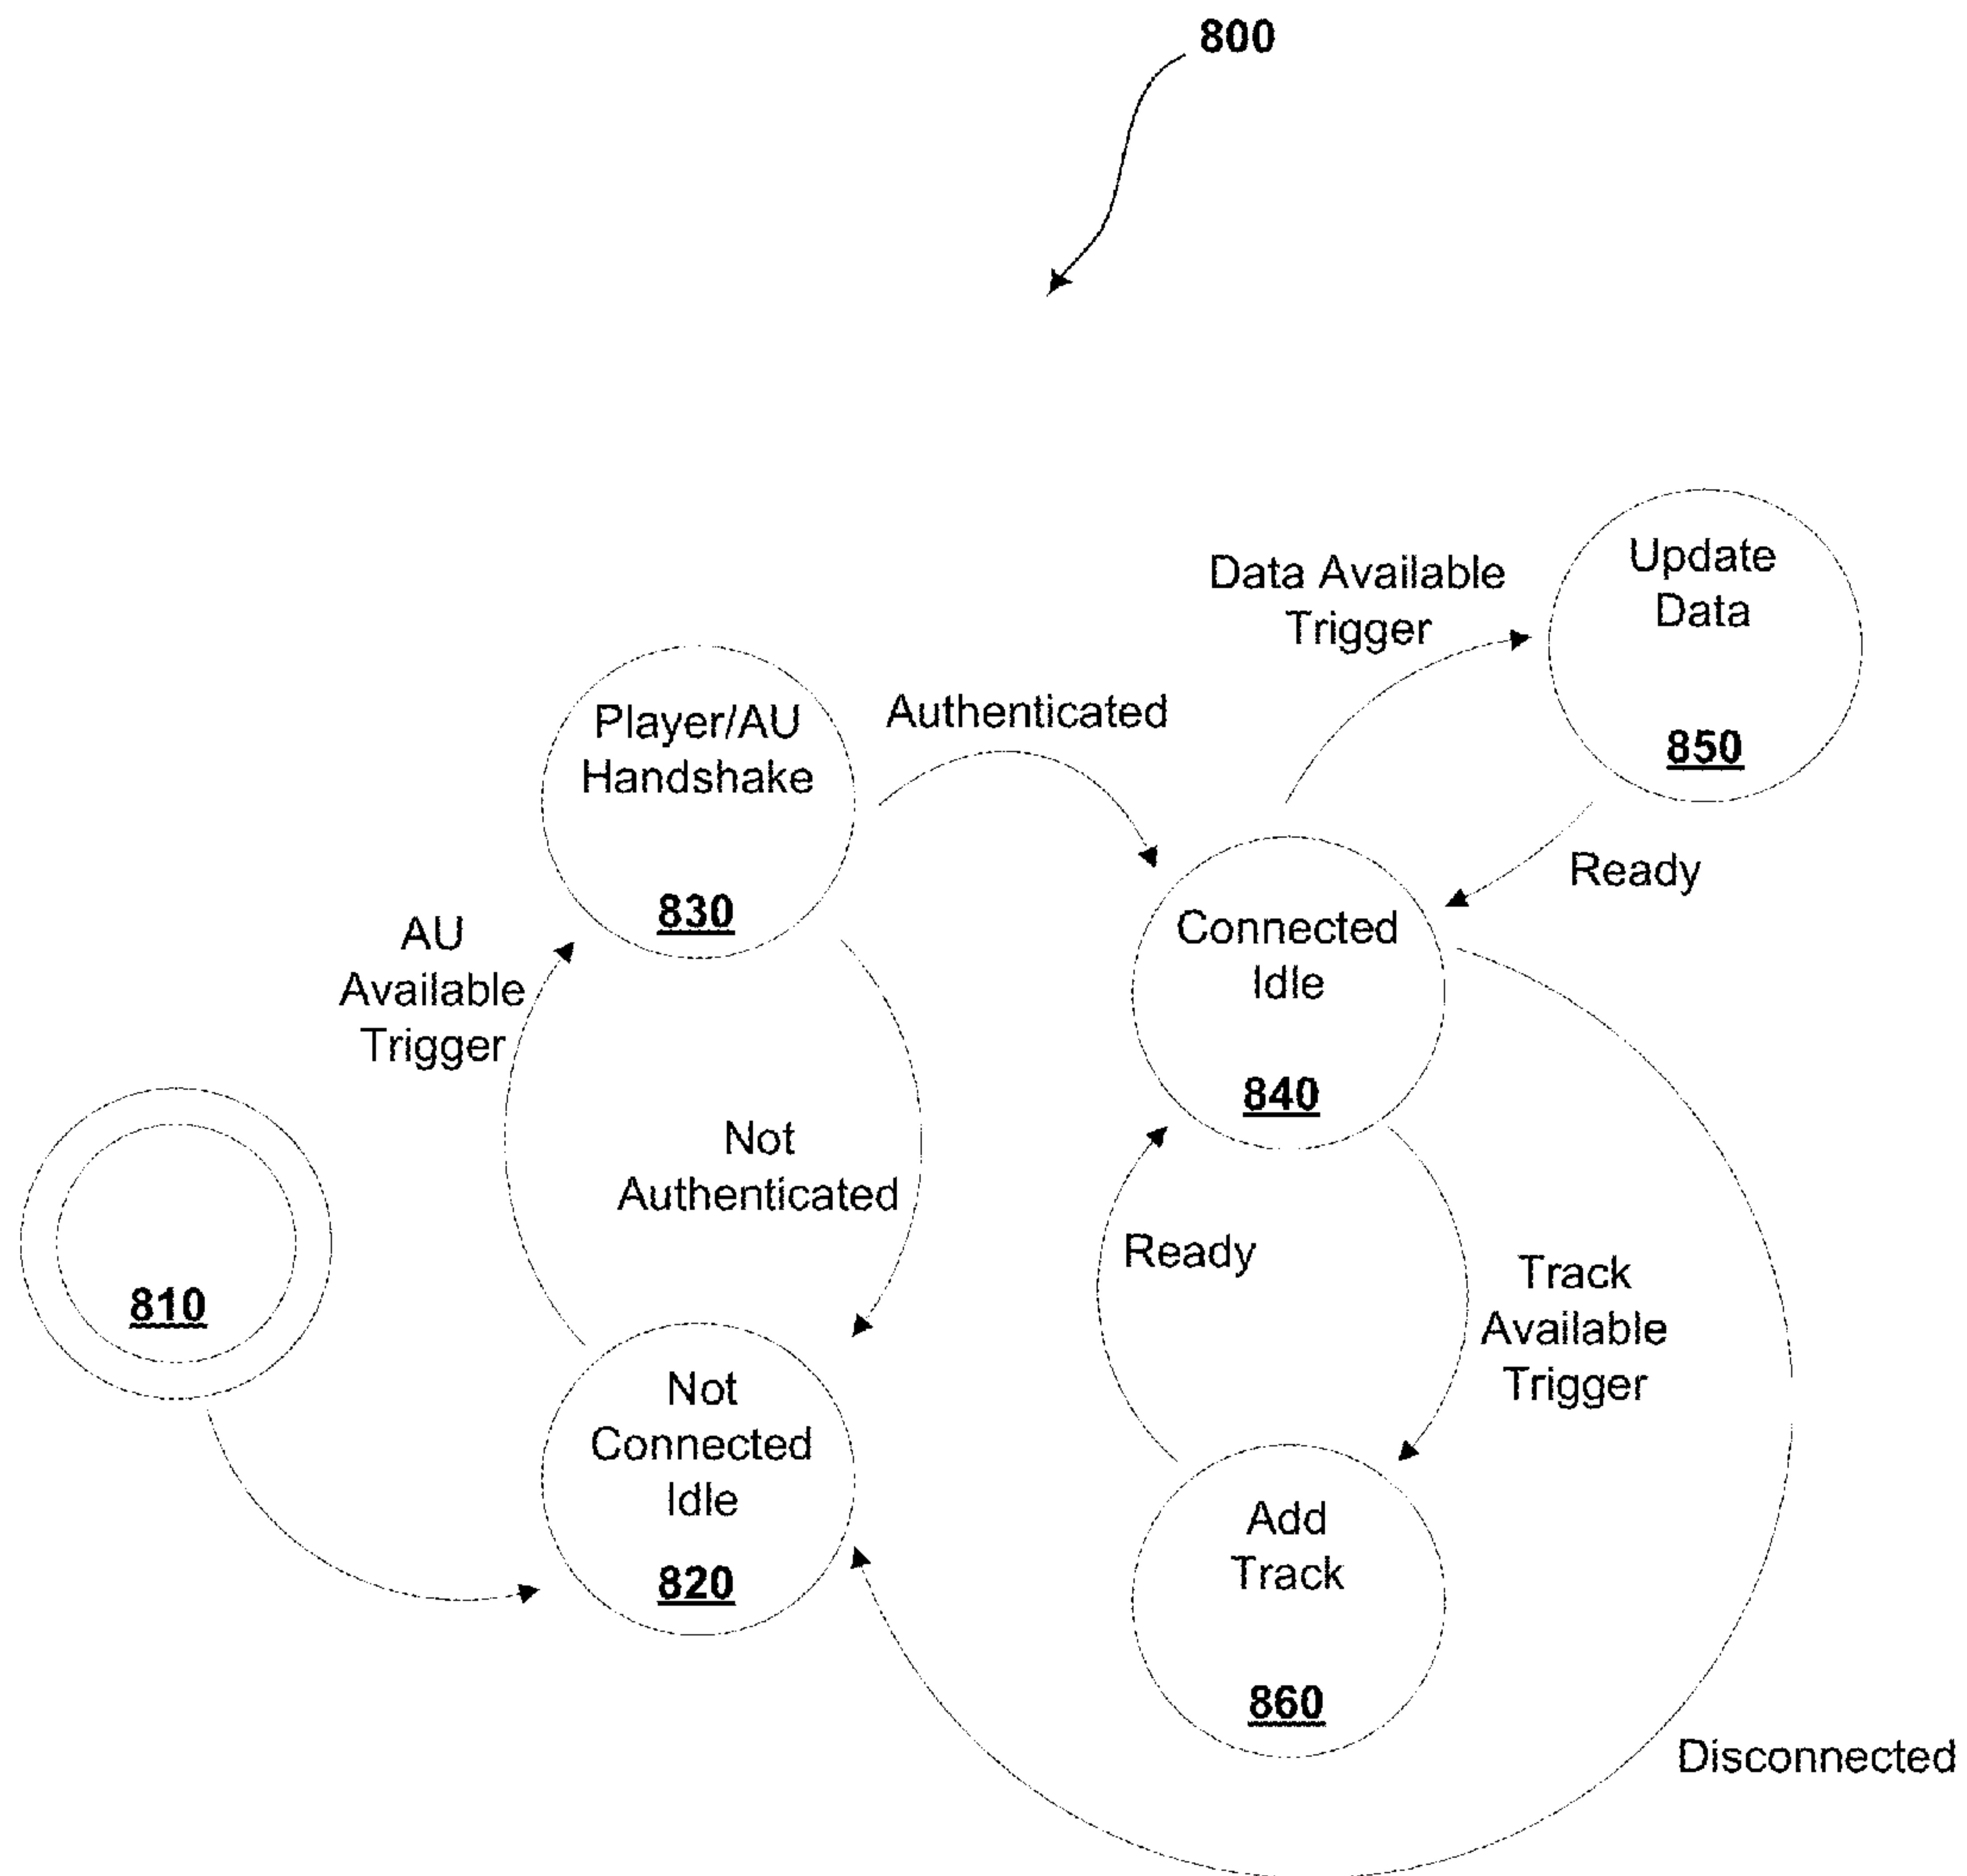 800
Update
Data
850
Data Available
Trigger
Player/AU
Handshake
830
Authenticated
Ready
Connected
Idle
840
AU
Available
Trigger
Not
Authenticated
810
Ready
Track
Available
Trigger
Not
Connected
Idle
820
Add
Track
860
Disconnected